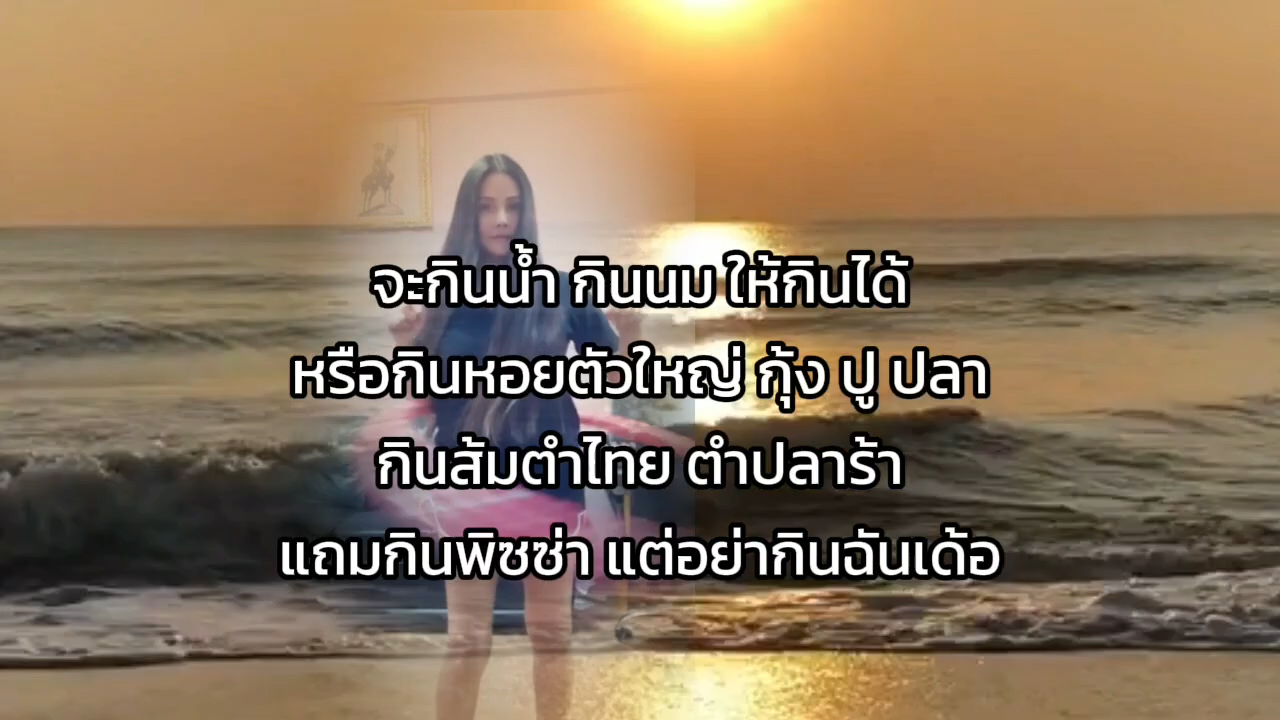 จะกินน้ำ กินนม ให้กินได้
หรือกินหอยตัวใหญ่ กุ้ง ปู ปลา
กินส้มตำไทย ตำปลาร้า
แถมกินพิซซ่า แต่อย่ากินฉันเด้อ